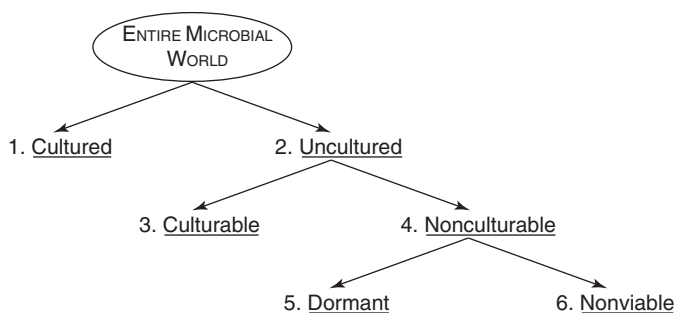 ENTIRE MICROBIAL
WORLD
1. Cultured
2. Uncultured
3. Culturable
4. Nonculturable
5. Dormant
6. Nonviable